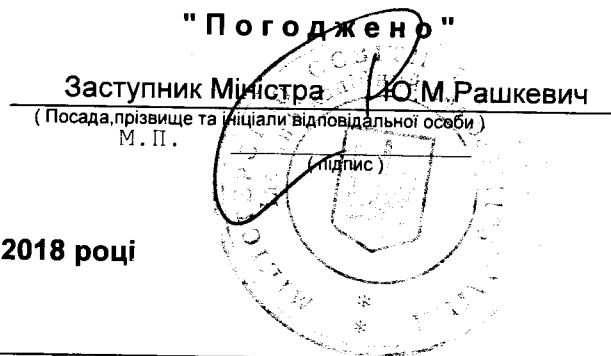 "Погоджено"
Заступник Міністра Ю.М.Рашкевич
( Посада,прізвище та ініціали відповідальної особи )
М.П.
( підпис )
2018 році